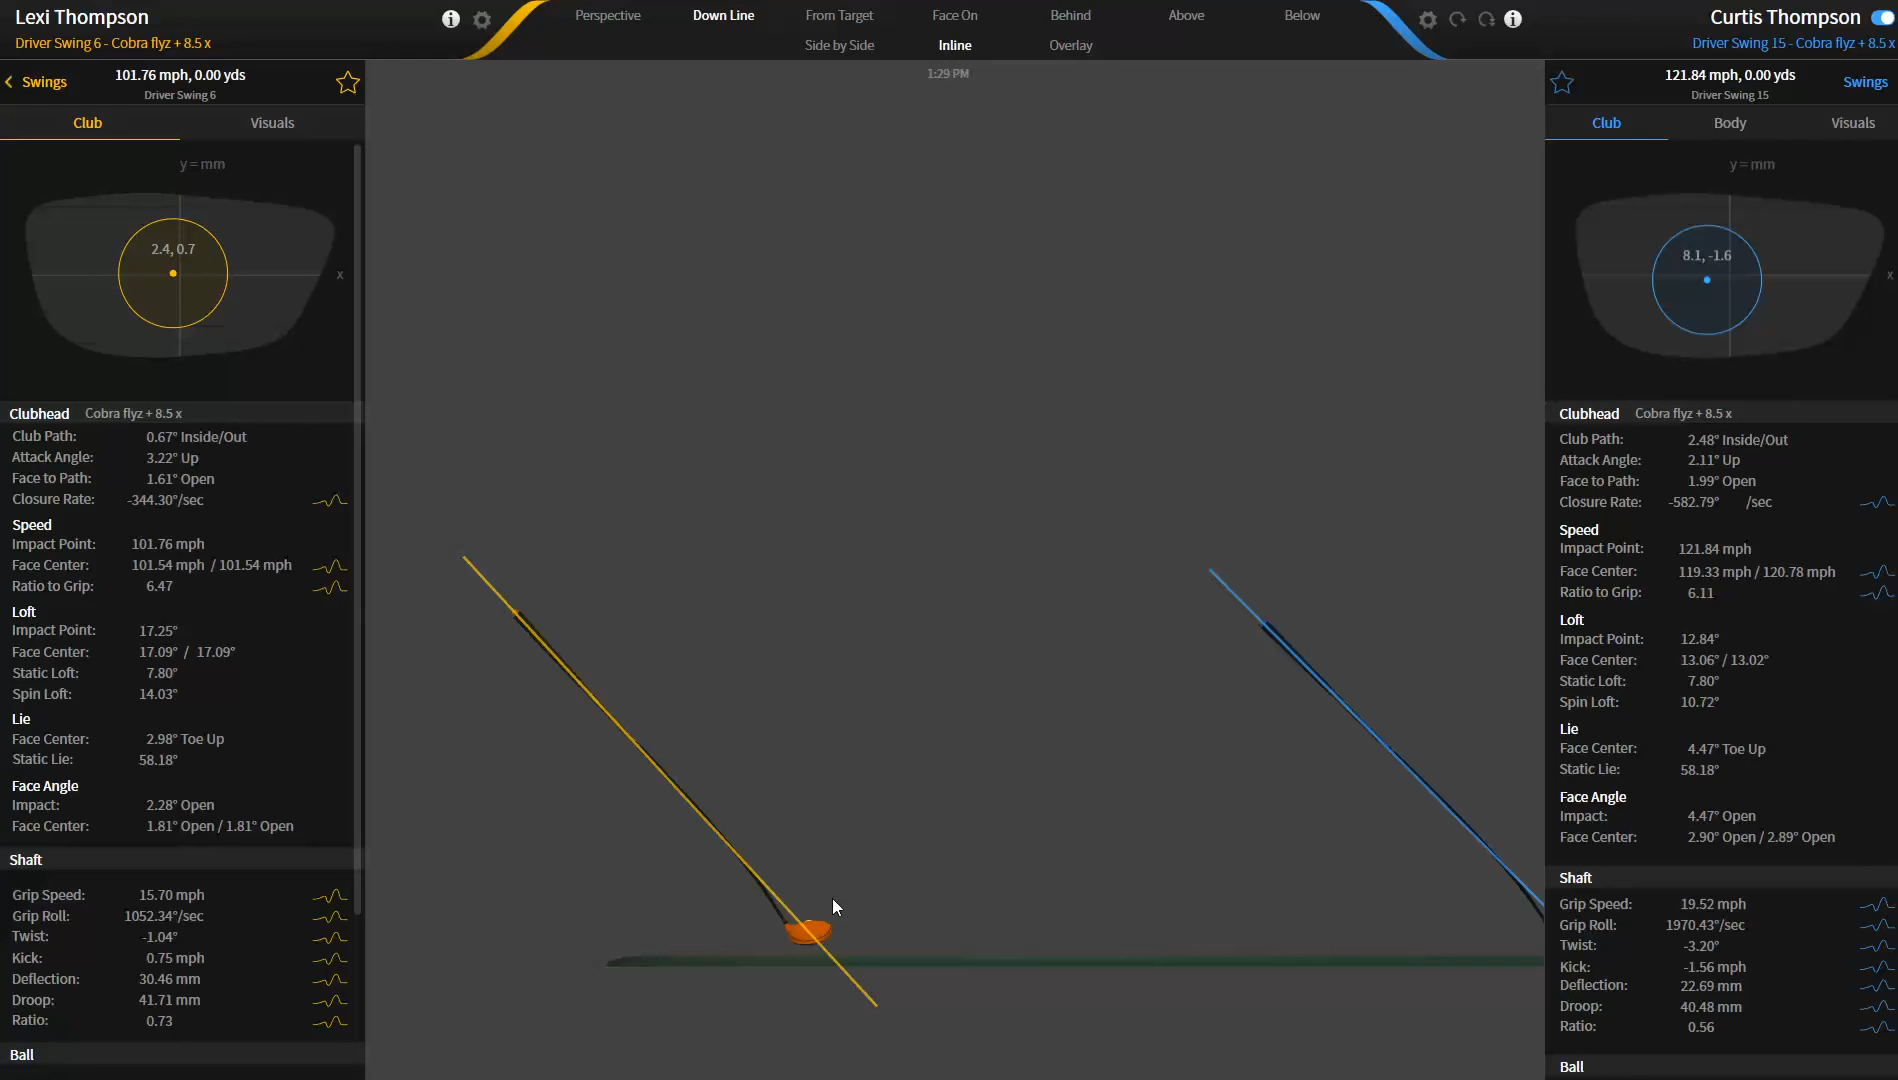 Lexi Thompson
Driver Swing 6 - Cobra flyz + 8.5 x
Perspective
Down Line
From Target
Face On
Behind
Above
Below
Side by Side
Inline
Overlay
Curtis Thompson
Driver Swing 15 - Cobra flyz + 8.5 x
1:29 PM
Swings
101.76 mph, 0.00 yds
Driver Swing 6
Club
Visuals
y = mm
2.4, 0.7
x
Clubhead Cobra flyz + 8.5 x
Club Path: 0.67° Inside/Out
Attack Angle: 3.22° Up
Face to Path: 1.61° Open
Closure Rate: -344.30°/sec
Speed
Impact Point: 101.76 mph
Face Center: 101.54 mph / 101.54 mph
Ratio to Grip: 6.47
Loft
Impact Point: 17.25°
Face Center: 17.09° / 17.09°
Static Loft: 7.80°
Spin Loft: 14.03°
Lie
Face Center: 2.98° Toe Up
Static Lie: 58.18°
Face Angle
Impact: 2.28° Open
Face Center: 1.81° Open / 1.81° Open
Shaft
Grip Speed: 15.70 mph
Grip Roll: 1052.34°/sec
Twist: -1.04°
Kick: 0.75 mph
Deflection: 30.46 mm
Droop: 41.71 mm
Ratio: 0.73
Ball
121.84 mph, 0.00 yds
Driver Swing 15
Swings
Club
Body
Visuals
y = mm
8.1, -1.6
x
Clubhead Cobra flyz + 8.5 x
Club Path: 2.48° Inside/Out
Attack Angle: 2.11° Up
Face to Path: 1.99° Open
Closure Rate: -582.79° /sec
Speed
Impact Point: 121.84 mph
Face Center: 119.33 mph / 120.78 mph
Ratio to Grip: 6.11
Loft
Impact Point: 12.84°
Face Center: 13.06° / 13.02°
Static Loft: 7.80°
Spin Loft: 10.72°
Lie
Face Center: 4.47° Toe Up
Static Lie: 58.18°
Face Angle
Impact: 4.47° Open
Face Center: 2.90° Open / 2.89° Open
Shaft
Grip Speed: 19.52 mph
Grip Roll: 1970.43°/sec
Twist: -3.20°
Kick: -1.56 mph
Deflection: 22.69 mm
Droop: 40.48 mm
Ratio: 0.56
Ball